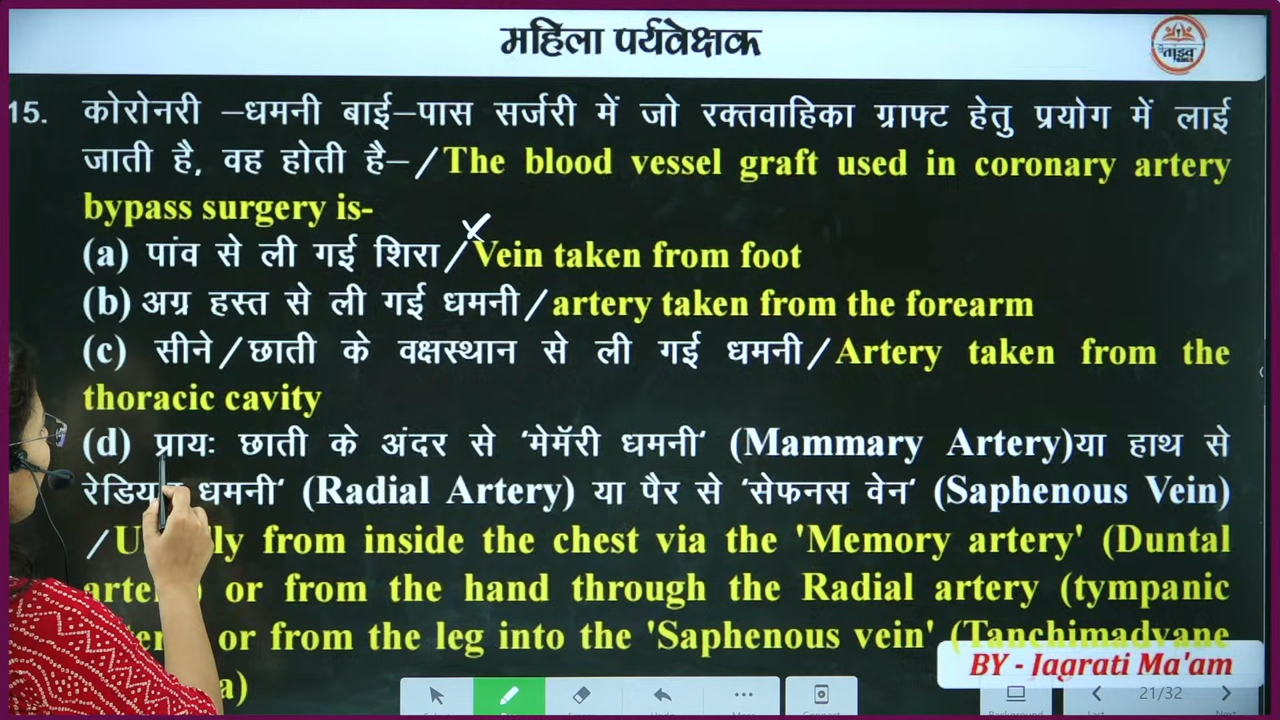 महिला पर्यवेक्षक
ताइव
15. कोरोनरी –धमनी बाई–पास सर्जरी में जो रक्तवाहिका ग्राफ्ट हेतु प्रयोग में लाई
जाती है, वह होती है–/The blood vessel graft used in coronary artery
bypass surgery is-
(a) पांव से ली गई शिरा/Vein taken from foot
(b) अग्र हस्त से ली गई धमनी/artery taken from the forearm
(c) सीने/छाती के वक्षस्थान से ली गई धमनी/Artery taken from the
thoracic cavity
(d) प्रायः छाती के अंदर से 'मेमॅरी धमनी' (Mammary Artery)या हाथ से
धमनी' (Radial Artery) या पैर से 'सेफनस वेन' (Saphenous Vein)
from inside the chest via the 'Memory artery' (Duntal
or from the hand through the Radial artery (tympanic
or from the leg into the 'Saphenous vein' (Tanchimadvane
BY - Jagrati Ma'am
21/32